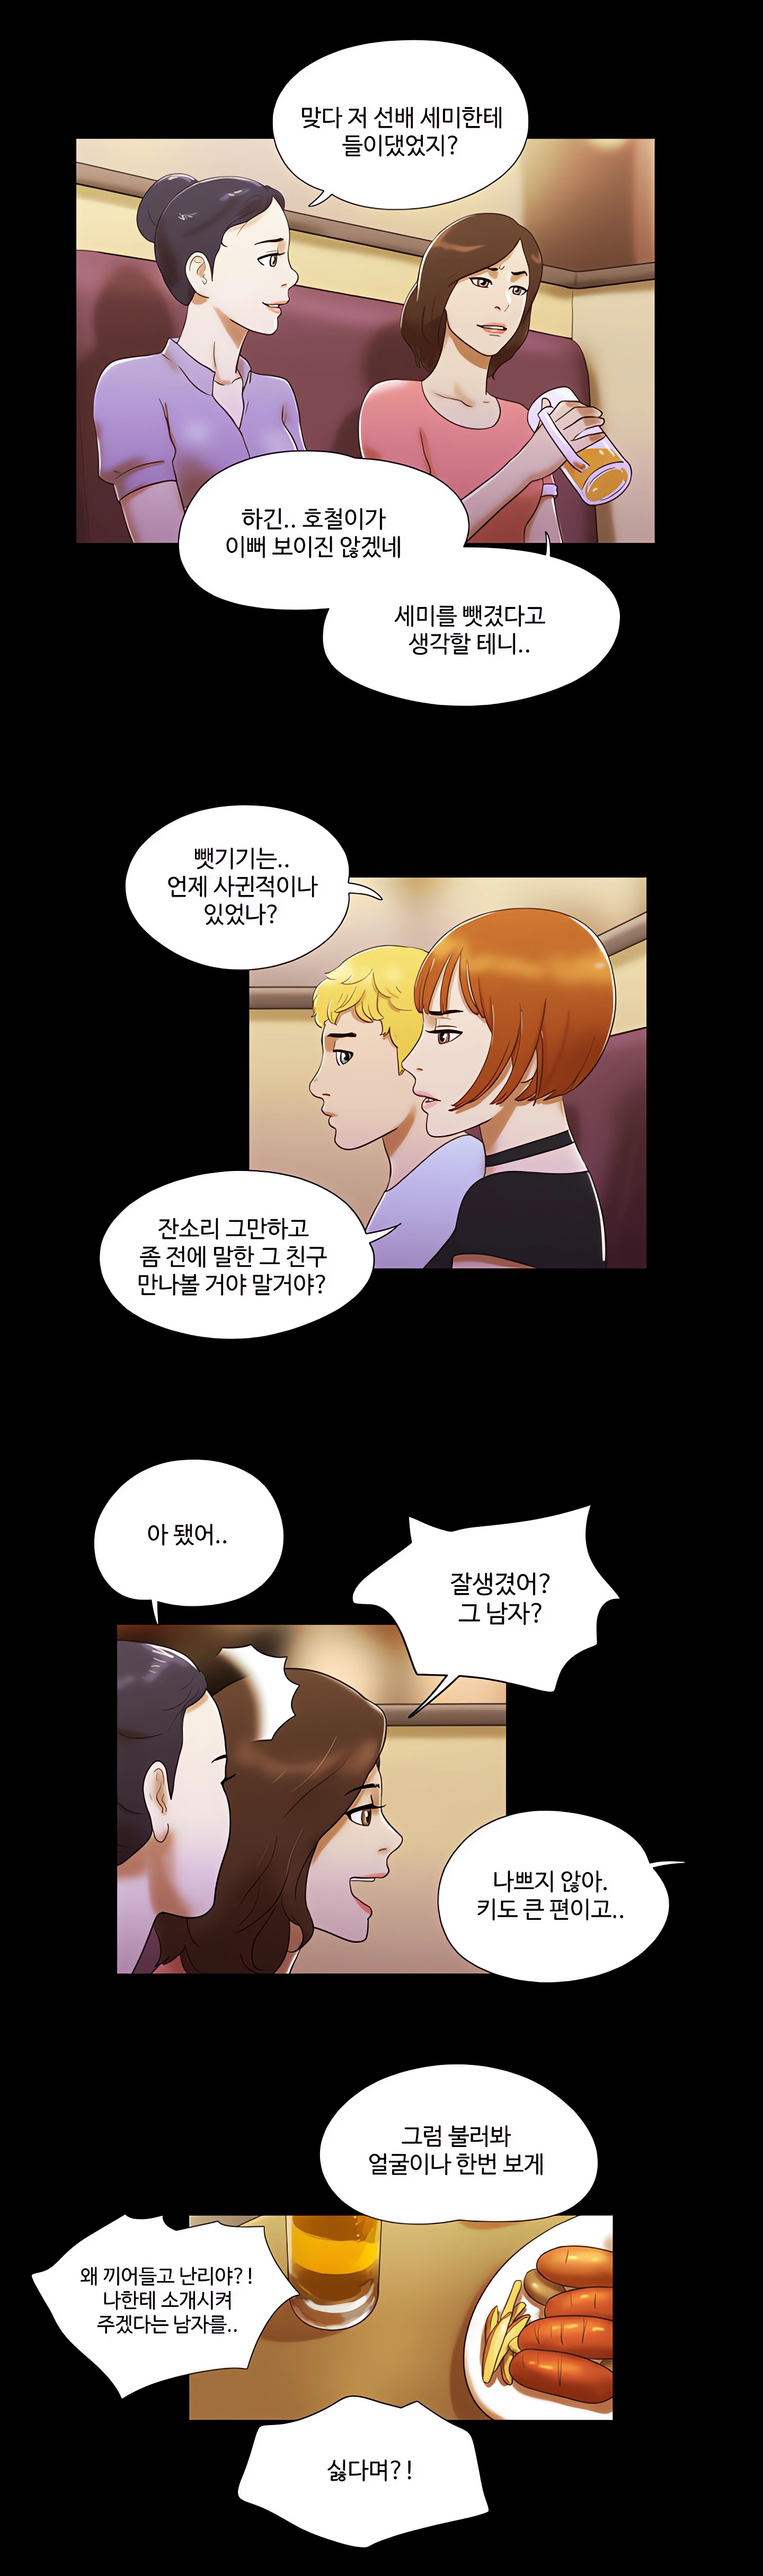 맞다 저 선배 세미한테
들이댔었지?
하긴.. 호철이가
이뻐 보이진 않겠네
세미를 뺏겼다고
생각할 테니..
뺏기기는..
언제 사귄적이나
있었나?
잔소리 그만하고
좀 전에 말한 그 친구
만나볼 거야 말거야?
아 됐어..
잘생겼어?
그 남자?
나쁘지 않아.
키도 큰 편이고..
그럼 불러봐
얼굴이나 한번 보게
왜 끼어들고 난리야?!
나한테 소개시켜
주겠다는 남자를..
싫다며?!